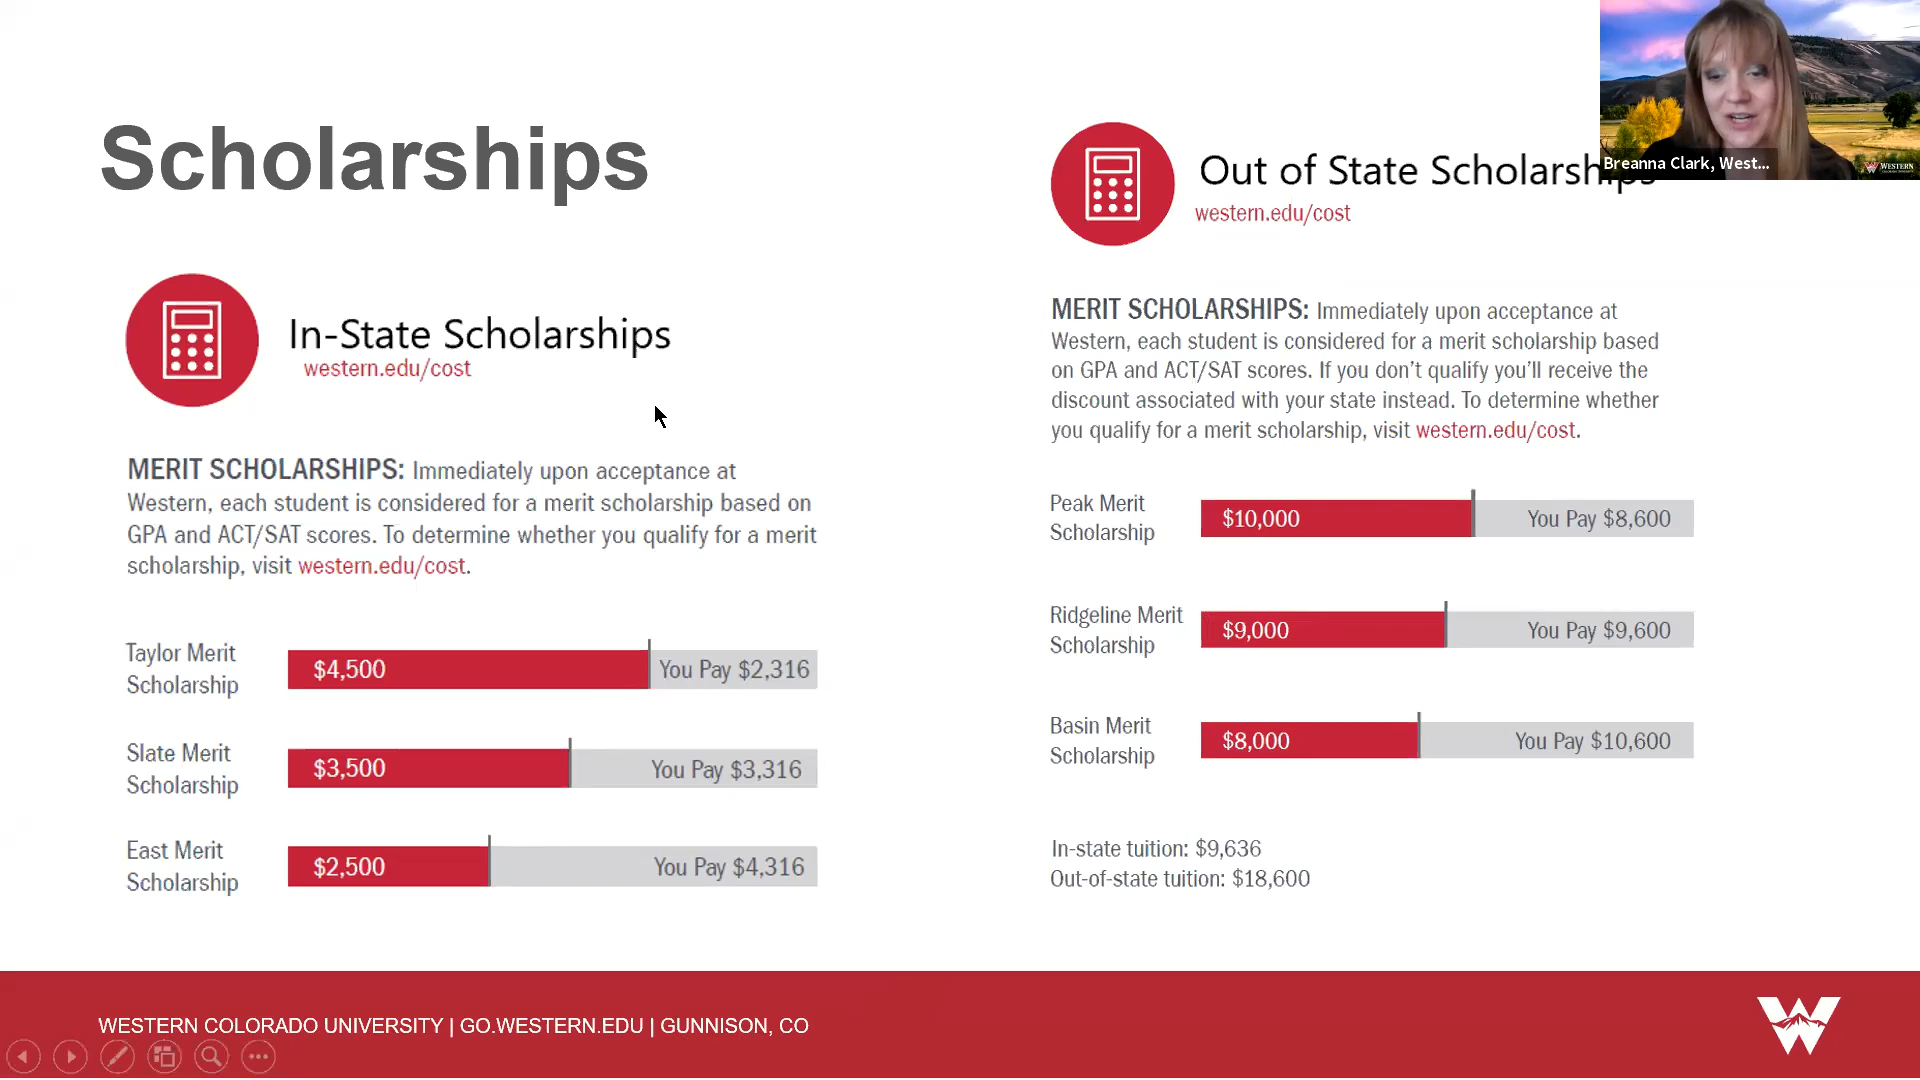 Scholarships
In-State Scholarships
western.edu/cost
MERIT SCHOLARSHIPS: Immediately upon acceptance at
Western, each student is considered for a merit scholarship based on
GPA and ACT/SAT scores. To determine whether you qualify for a merit
scholarship, visit western.edu/cost.
Taylor Merit
Scholarship
$4,500
You Pay $2,316
Slate Merit
Scholarship
$3,500
You Pay $3,316
East Merit
Scholarship
$2,500
You Pay $4,316
Out of State Scholarships
western.edu/cost
MERIT SCHOLARSHIPS: Immediately upon acceptance at
Western, each student is considered for a merit scholarship based
on GPA and ACT/SAT scores. If you don't qualify you'll receive the
discount associated with your state instead. To determine whether
you qualify for a merit scholarship, visit western.edu/cost.
Peak Merit
Scholarship
$10,000
You Pay $8,600
Ridgeline Merit
Scholarship
$9,000
You Pay $9,600
Basin Merit
Scholarship
$8,000
You Pay $10,600
In-state tuition: $9,636
Out-of-state tuition: $18,600
Breanna Clark, West...
WESTERN
WESTERN COLORADO UNIVERSITY | GO.WESTERN.EDU | GUNNISON, CO
W